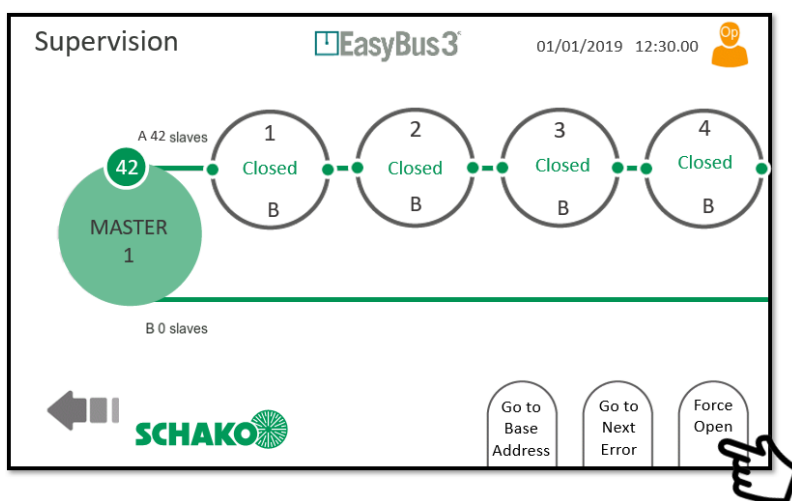 Supervision
EasyBus3
01/01/2019 12:30.00
Op
A 42 slaves
42
MASTER
1
1
Closed
B
2
Closed
B
3
Closed
B
4
Closed
B
B 0 slaves
SCHAKO
Go to
Base
Address
Go to
Next
Error
Force
Open